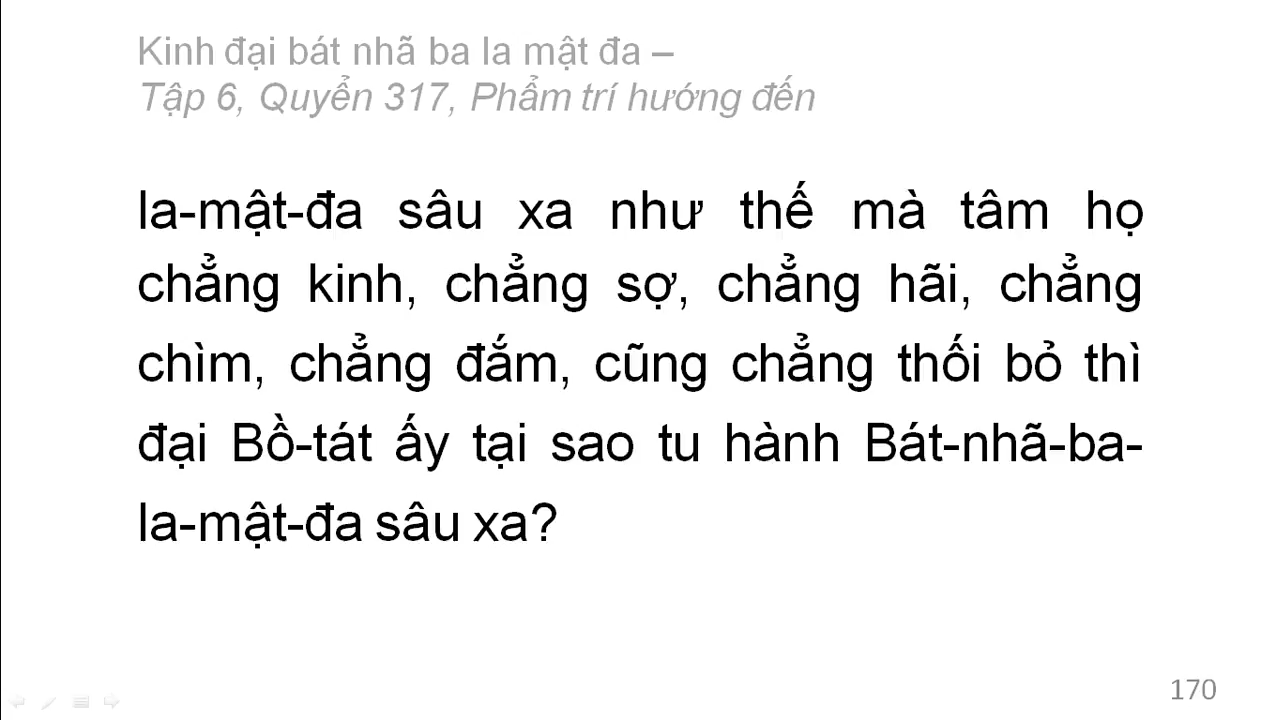 Kinh đại bát nhã ba la mật đa –
Tập 6, Quyển 317, Phẩm trí hướng đến
la-mật-đa sâu xa như thế mà tâm họ
chẳng kinh, chẳng sợ, chẳng hãi, chẳng
chìm, chẳng đắm, cũng chẳng thối bỏ thì
đại Bồ-tát ấy tại sao tu hành Bát-nhã-ba-
la-mật-đa sâu xa?
170